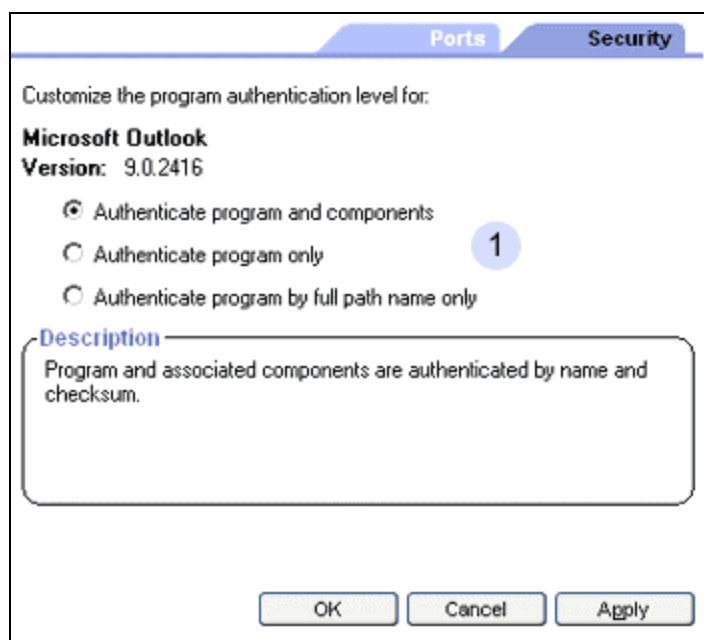 Ports Security
Customize the program authentication level for:
Microsoft Outlook
Version: 9.0.2416
Authenticate program and components
Authenticate program only
1
Authenticate program by full path name only
Description
Program and associated components are authenticated by name and
checksum.
OK Cancel Apply